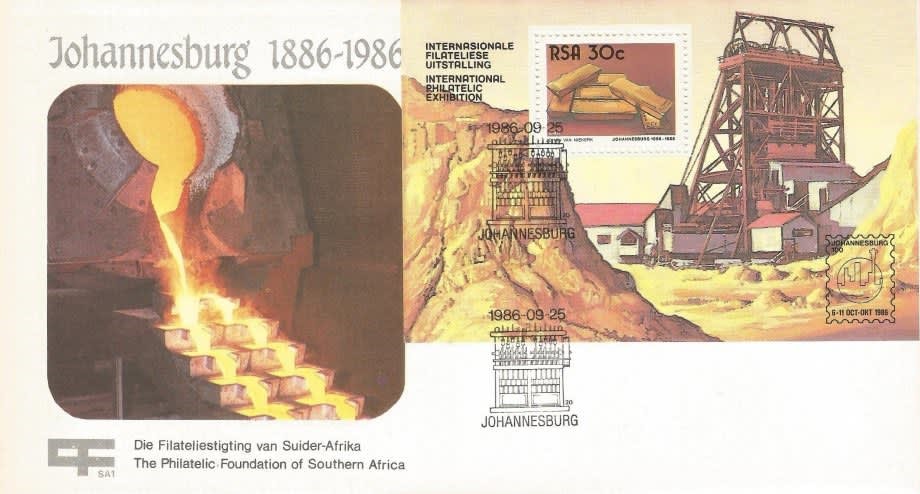 Johannesburg 1886-1986
INTERNASIONALE
FILATELIESE
UITSTALLING
INTERNATIONAL
PHILATELIC
EXHIBITION
RSA 30c
VAN NIEKERK
JOHANNESBURG 1886-1986
1986-09-25
20
JOHANNESBURG
JOHANNESBURG
100
6-11 OCT-OKT 1986
1986-09-25
20
JOHANNESBURG
SA1
Die Filateliestigting van Suider-Afrika
The Philatelic Foundation of Southern Africa